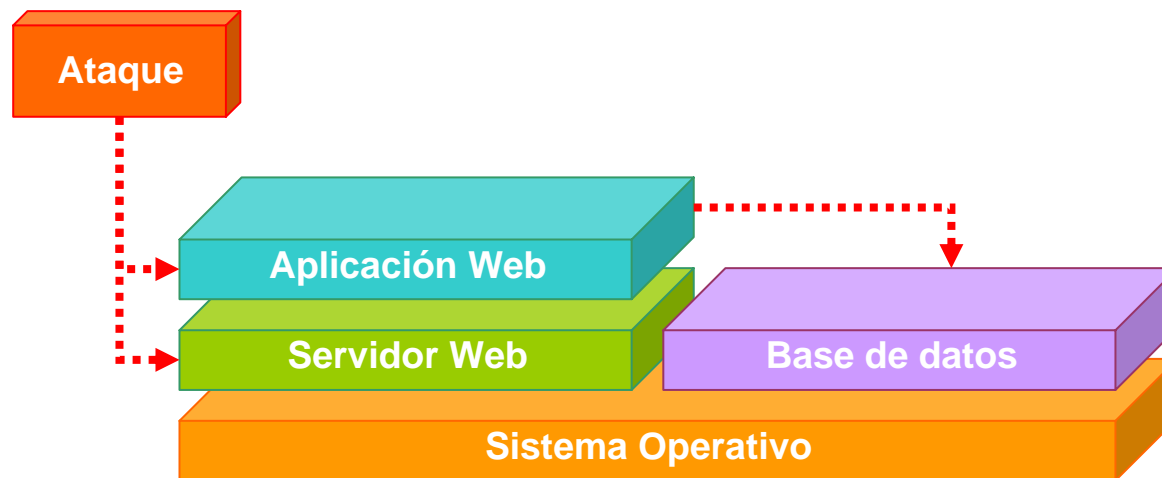 Ataque
Aplicación Web
Servidor Web
Base de datos
Sistema Operativo